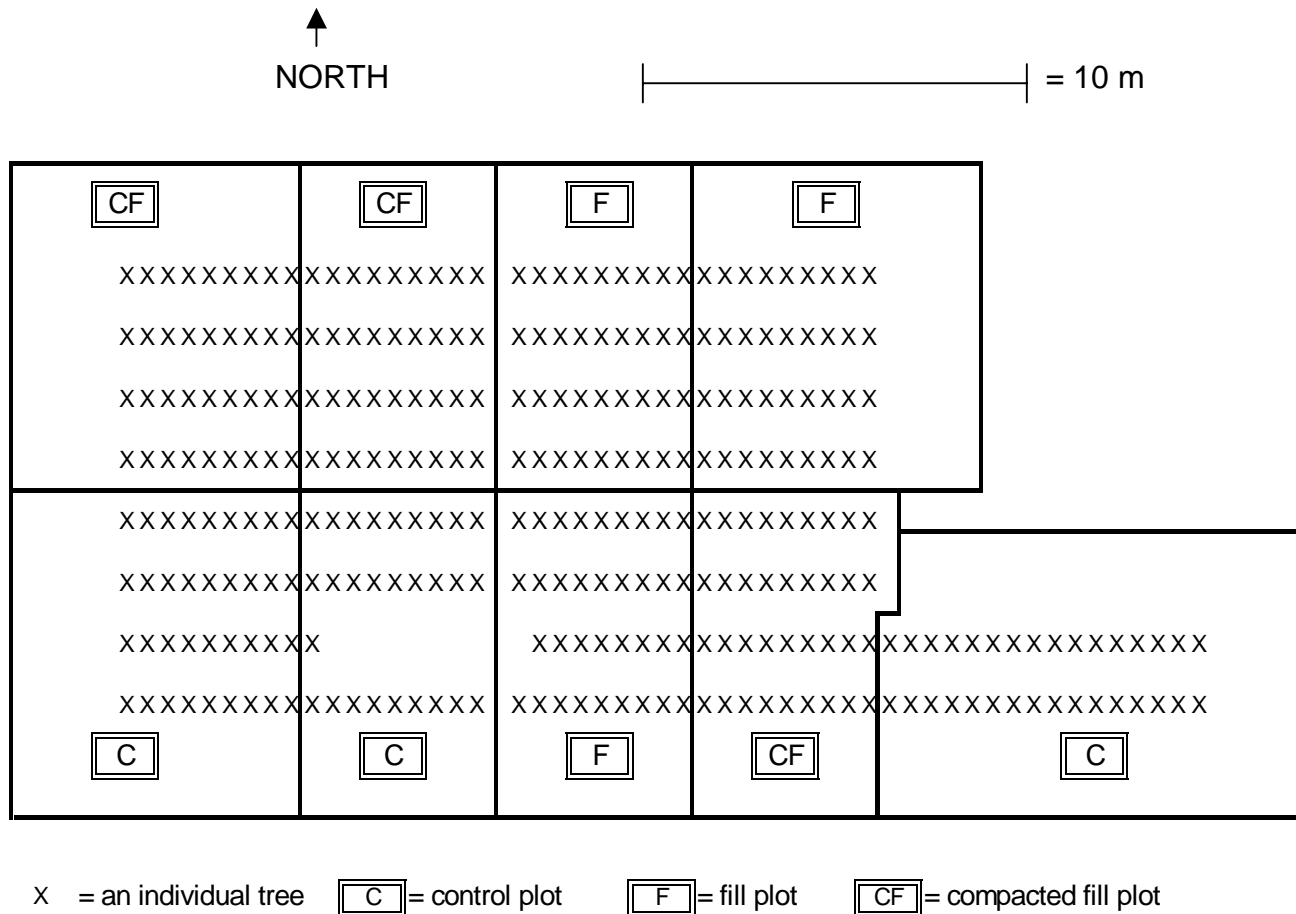 NORTH
= 10 m
CF CF F F
XXXXXXXXXXXXXXXXXX XXXXXXXXXXXXXXXXXX
XXXXXXXXXXXXXXXXXX XXXXXXXXXXXXXXXXXX
XXXXXXXXXXXXXXXXXX XXXXXXXXXXXXXXXXXX
XXXXXXXXXXXXXXXXXX XXXXXXXXXXXXXXXXXX
XXXXXXXXXXXXXXXXXX XXXXXXXXXXXXXXXXXX
XXXXXXXXXXXXXXXXXX XXXXXXXXXXXXXXXXXX
XXXXXXXXXX XXXXXXXXXXXXXXXXXXXXXXXXXXXXXXXXX
XXXXXXXXXXXXXXXXXX XXXXXXXXXXXXXXXXXXXXXXXXXXXXXXXXXX
C C F CF C
X = an individual tree C = control plot F = fill plot CF = compacted fill plot